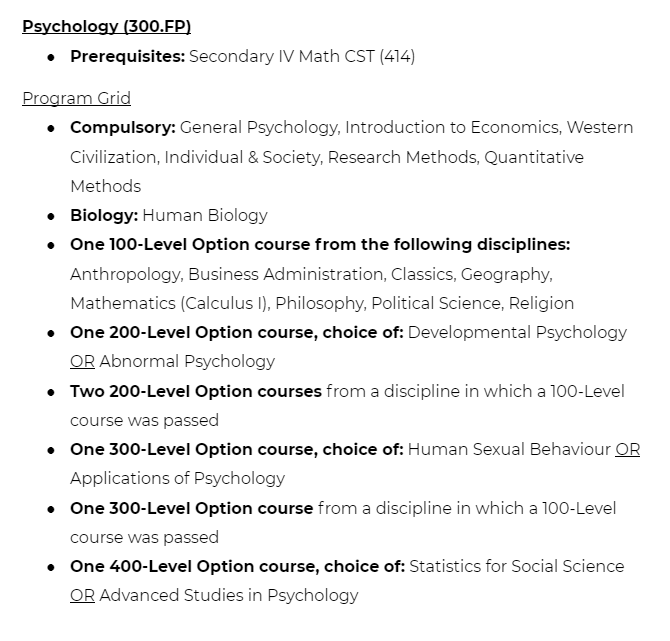 Psychology (300.FP)
● Prerequisites: Secondary IV Math CST (414)
Program Grid
● Compulsory: General Psychology, Introduction to Economics, Western
Civilization, Individual & Society, Research Methods, Quantitative
Methods
● Biology: Human Biology
● One 100-Level Option course from the following disciplines:
Anthropology, Business Administration, Classics, Geography,
Mathematics (Calculus I), Philosophy, Political Science, Religion
● One 200-Level Option course, choice of: Developmental Psychology
OR Abnormal Psychology
● Two 200-Level Option courses from a discipline in which a 100-Level
course was passed
● One 300-Level Option course, choice of: Human Sexual Behaviour OR
Applications of Psychology
● One 300-Level Option course from a discipline in which a 100-Level
course was passed
● One 400-Level Option course, choice of: Statistics for Social Science
OR Advanced Studies in Psychology